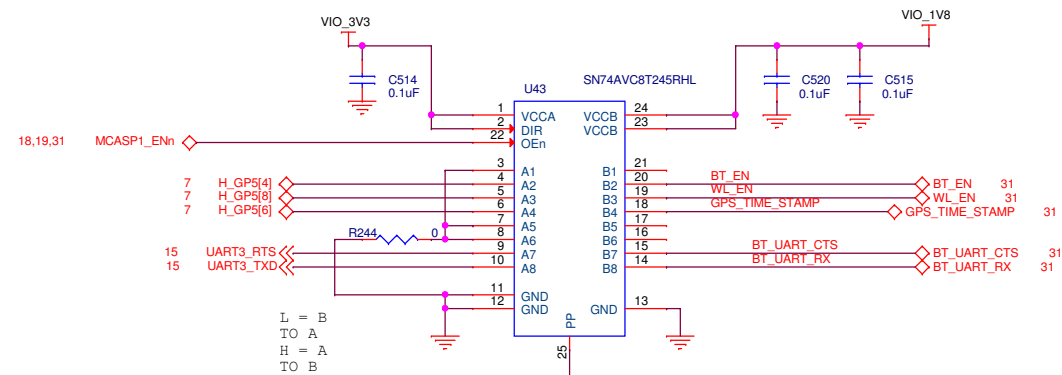 VIO_3V3
VIO_1V8
C514
0.1uF
U43
SN74AVC8T245RHL
C520
0.1uF
C515
0.1uF
1 VCCA VCCB 24
2 DIR VCCB 23
18,19,31 MCASP1_ENn 22 OEn
3 A1 B1 21
7 H_GP5[4] 4 A2 B2 20 BT_EN BT_EN 31
7 H_GP5[8] 5 A3 B3 19 WL_EN WL_EN 31
7 H_GP5[6] 6 A4 B4 18 GPS_TIME_STAMP GPS_TIME_STAMP 31
7 A5 B5 17
R244 0 8 A6 B6 16
15 UART3_RTS 9 A7 B7 15 BT_UART_CTS BT_UART_CTS 31
15 UART3_TXD 10 A8 B8 14 BT_UART_RX BT_UART_RX 31
11 GND
12 GND GND 13
PP
25
L = B
TO A
H = A
TO B